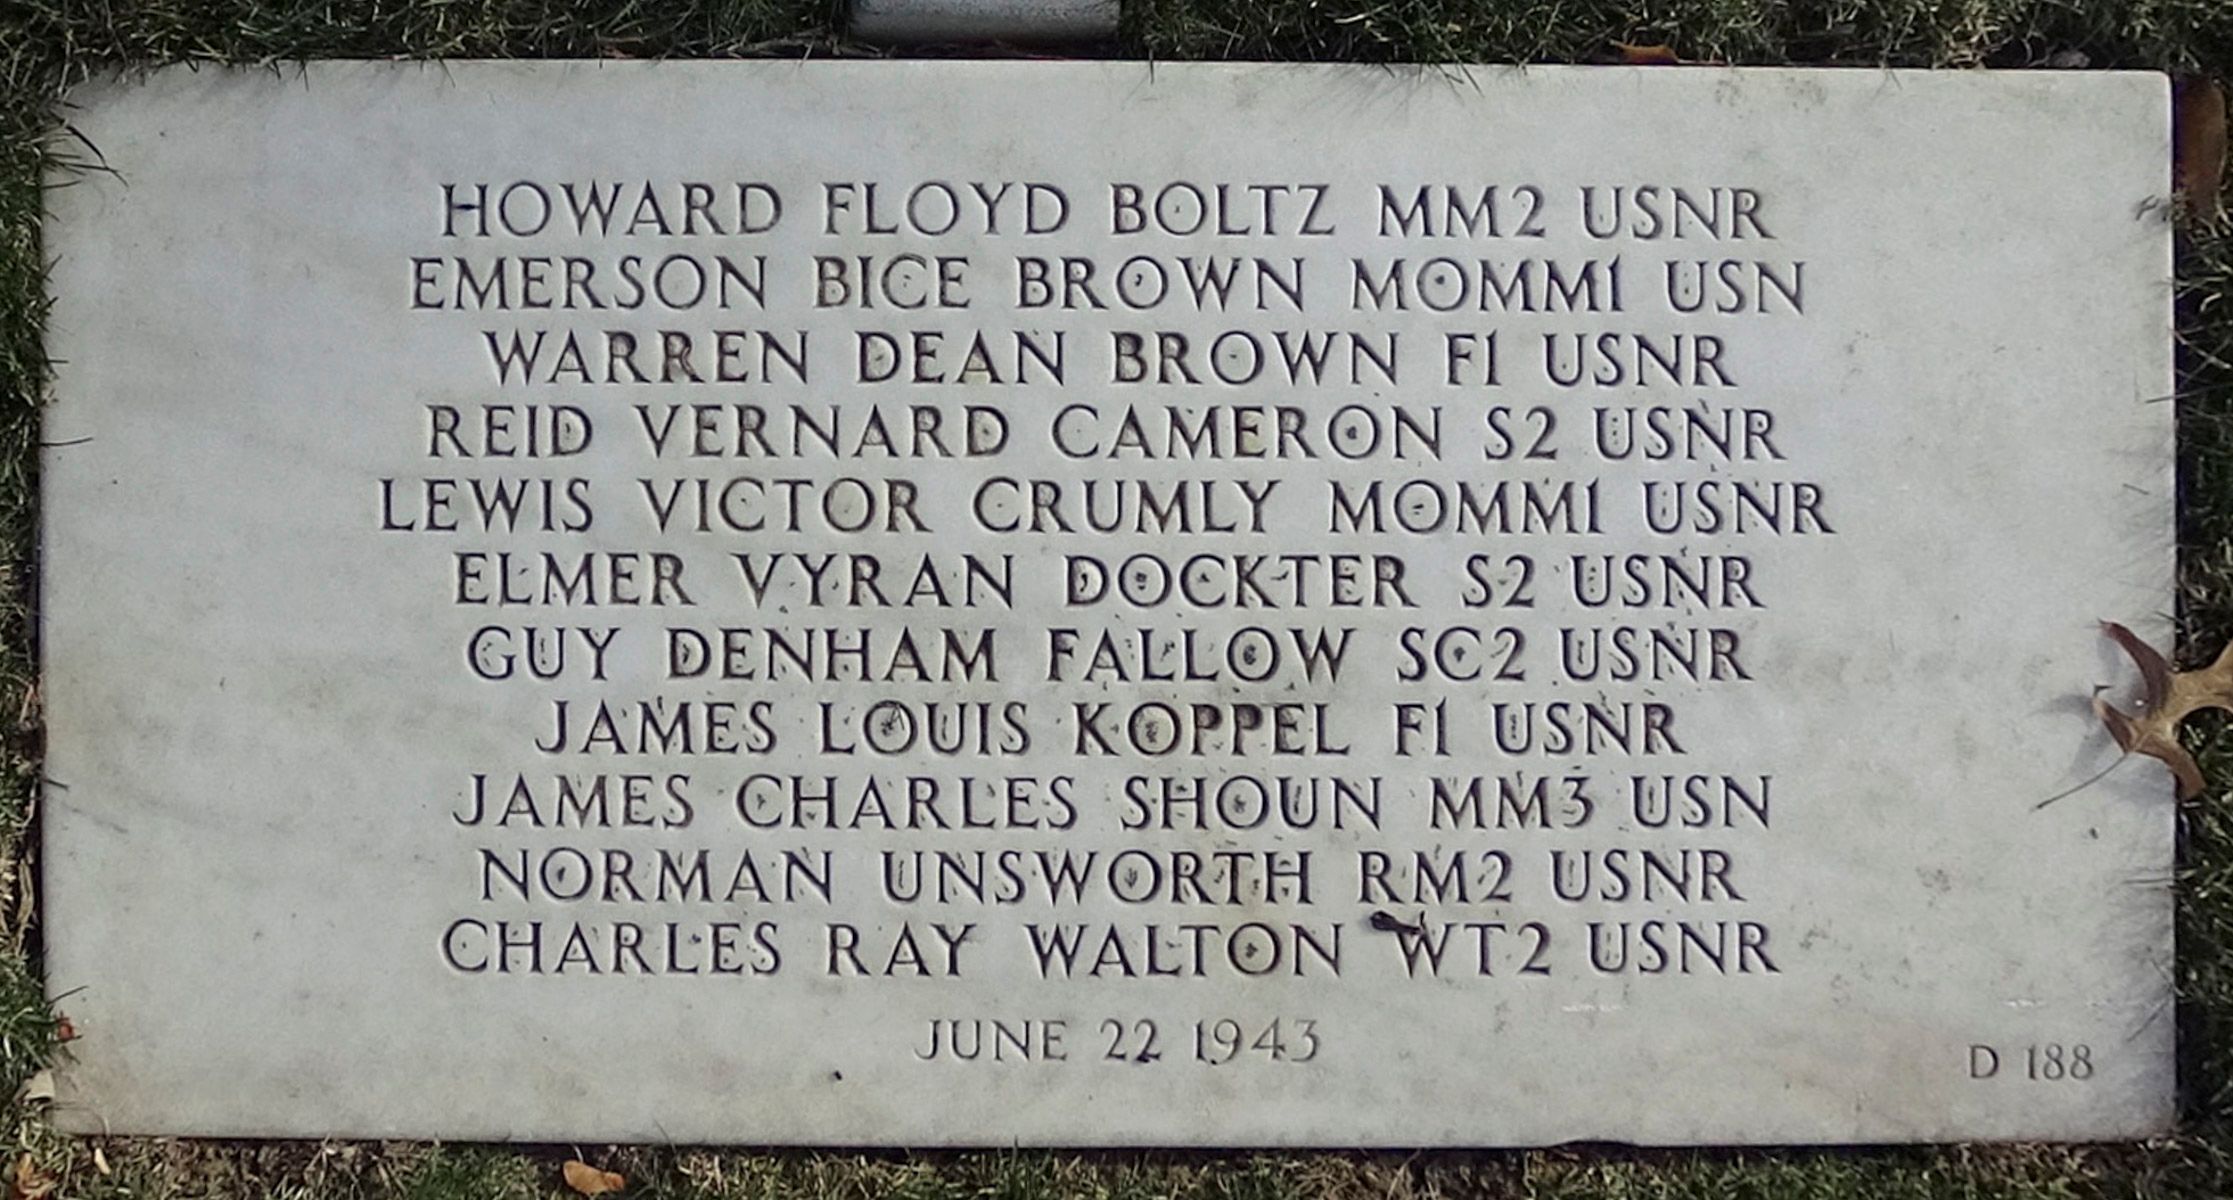 HOWARD FLOYD BOLTZ MM2 USNR
EMERSON BICE BROWN MOMM1 USN
WARREN DEAN BROWN F1 USNR
REID VERNARD CAMERON S2 USNR
LEWIS VICTOR CRUMLY MOMM1 USNR
ELMER VYRAN DOCKTER S2 USNR
GUY DENHAM FALLOW SC2 USNR
JAMES LOUIS KOPPEL F1 USNR
JAMES CHARLES SHOUN MM3 USN
NORMAN UNSWORTH RM2 USNR
CHARLES RAY WALTON WT2 USNR
JUNE 22 1943
D 188